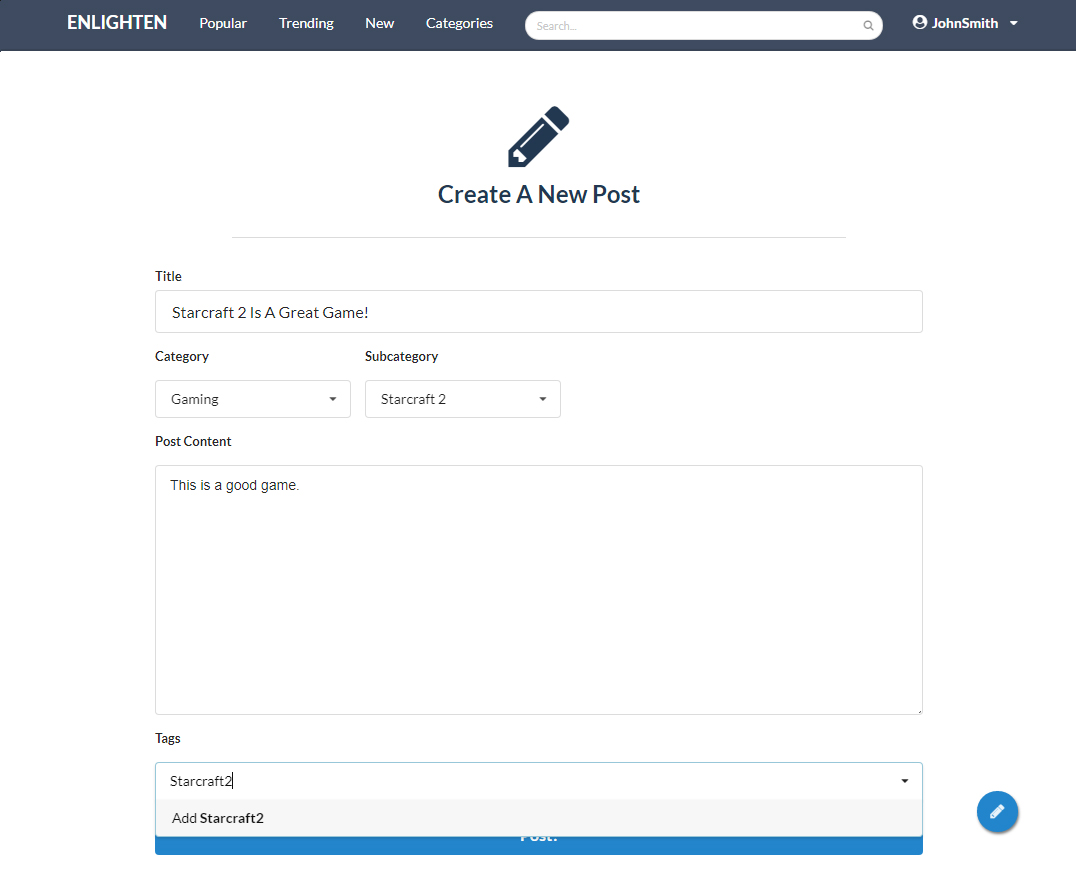 ENLIGHTEN Popular Trending New Categories Search... JohnSmith
Create A New Post
Title
Starcraft 2 Is A Great Game!
Category Subcategory
Gaming Starcraft 2
Post Content
This is a good game.
Tags
Starcraft2
Add Starcraft2